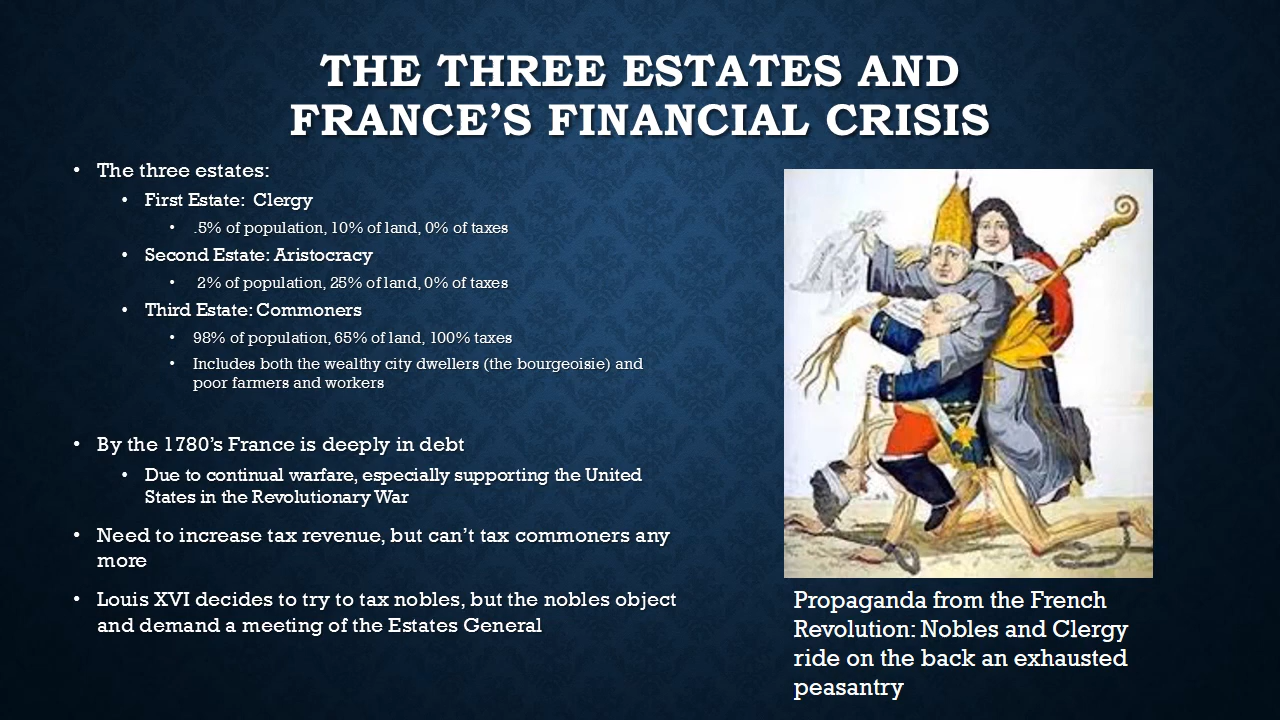 THE THREE ESTATES AND
FRANCE’S FINANCIAL CRISIS
• The three estates:
• First Estate:  Clergy
• .5% of population, 10% of land, 0% of taxes
• Second Estate: Aristocracy
• 2% of population, 25% of land, 0% of taxes
• Third Estate: Commoners
• 98% of population, 65% of land, 100% taxes
• Includes both the wealthy city dwellers (the bourgeoisie) and
poor farmers and workers
• By the 1780’s France is deeply in debt
• Due to continual warfare, especially supporting the United
States in the Revolutionary War
• Need to increase tax revenue, but can’t tax commoners any
more
• Louis XVI decides to try to tax nobles, but the nobles object
and demand a meeting of the Estates General
Propaganda from the French
Revolution: Nobles and Clergy
ride on the back an exhausted
peasantry